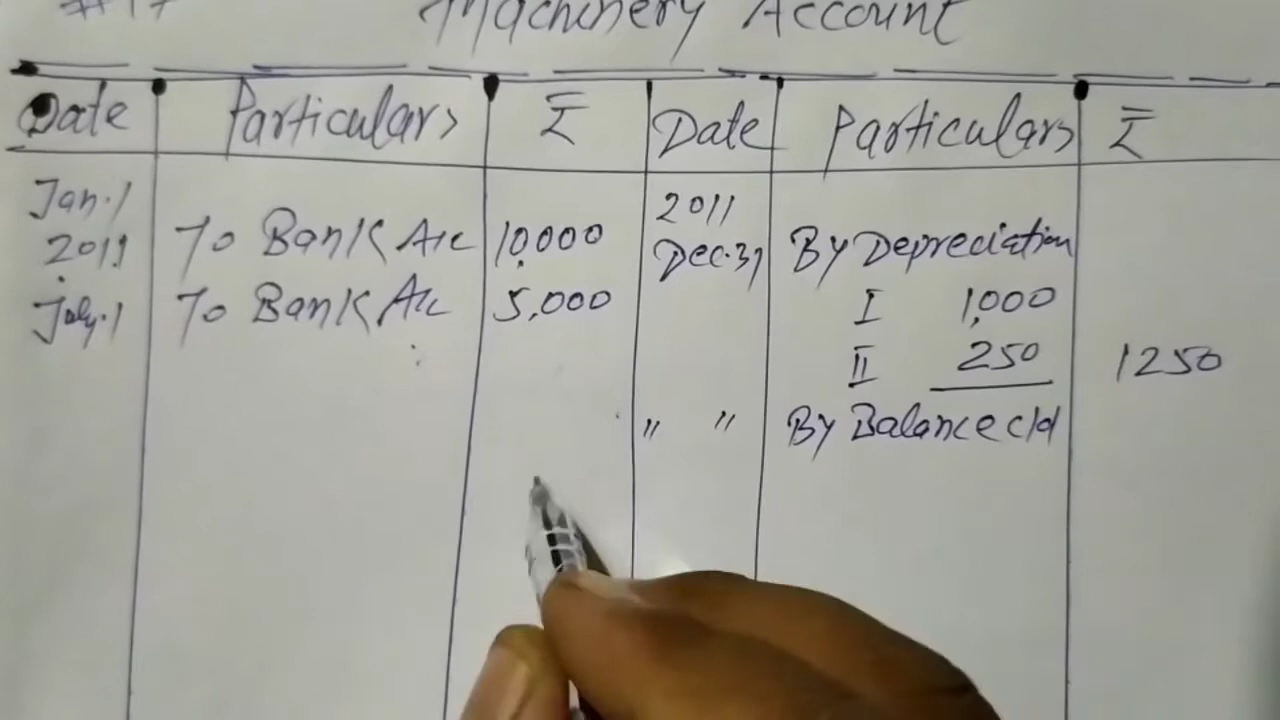 #17 Machinery Account
Date Particulars ₹ Date Particulars ₹
Jan.1 2011
2011 To Bank A/c 10,000 Dec.31 By Depreciation
July.1 To Bank A/c 5,000 I 1,000
II 250 1250
" " By Balance c/d